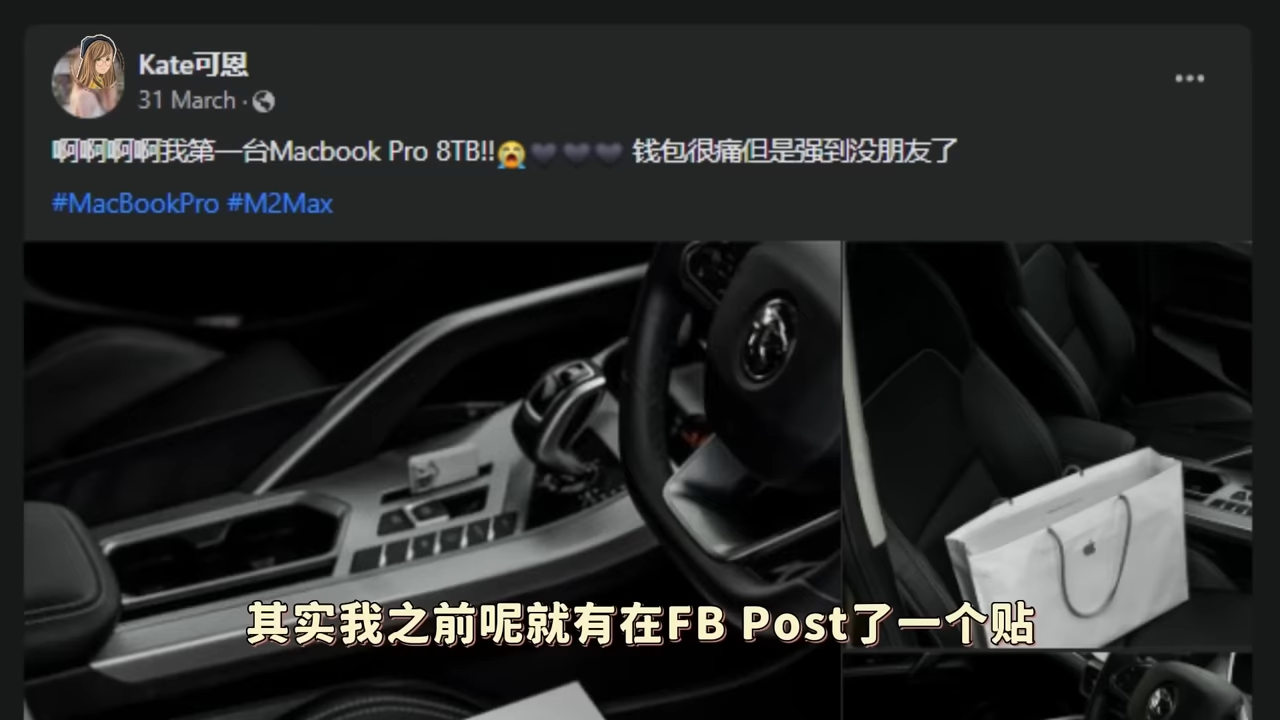 Kate可恩
31 March ·
啊啊啊啊我第一台Macbook Pro 8TB!!😭🖤🖤🖤 钱包很痛但是强到没朋友了
#MacBookPro #M2Max
其实我之前呢就有在FB Post了一个贴